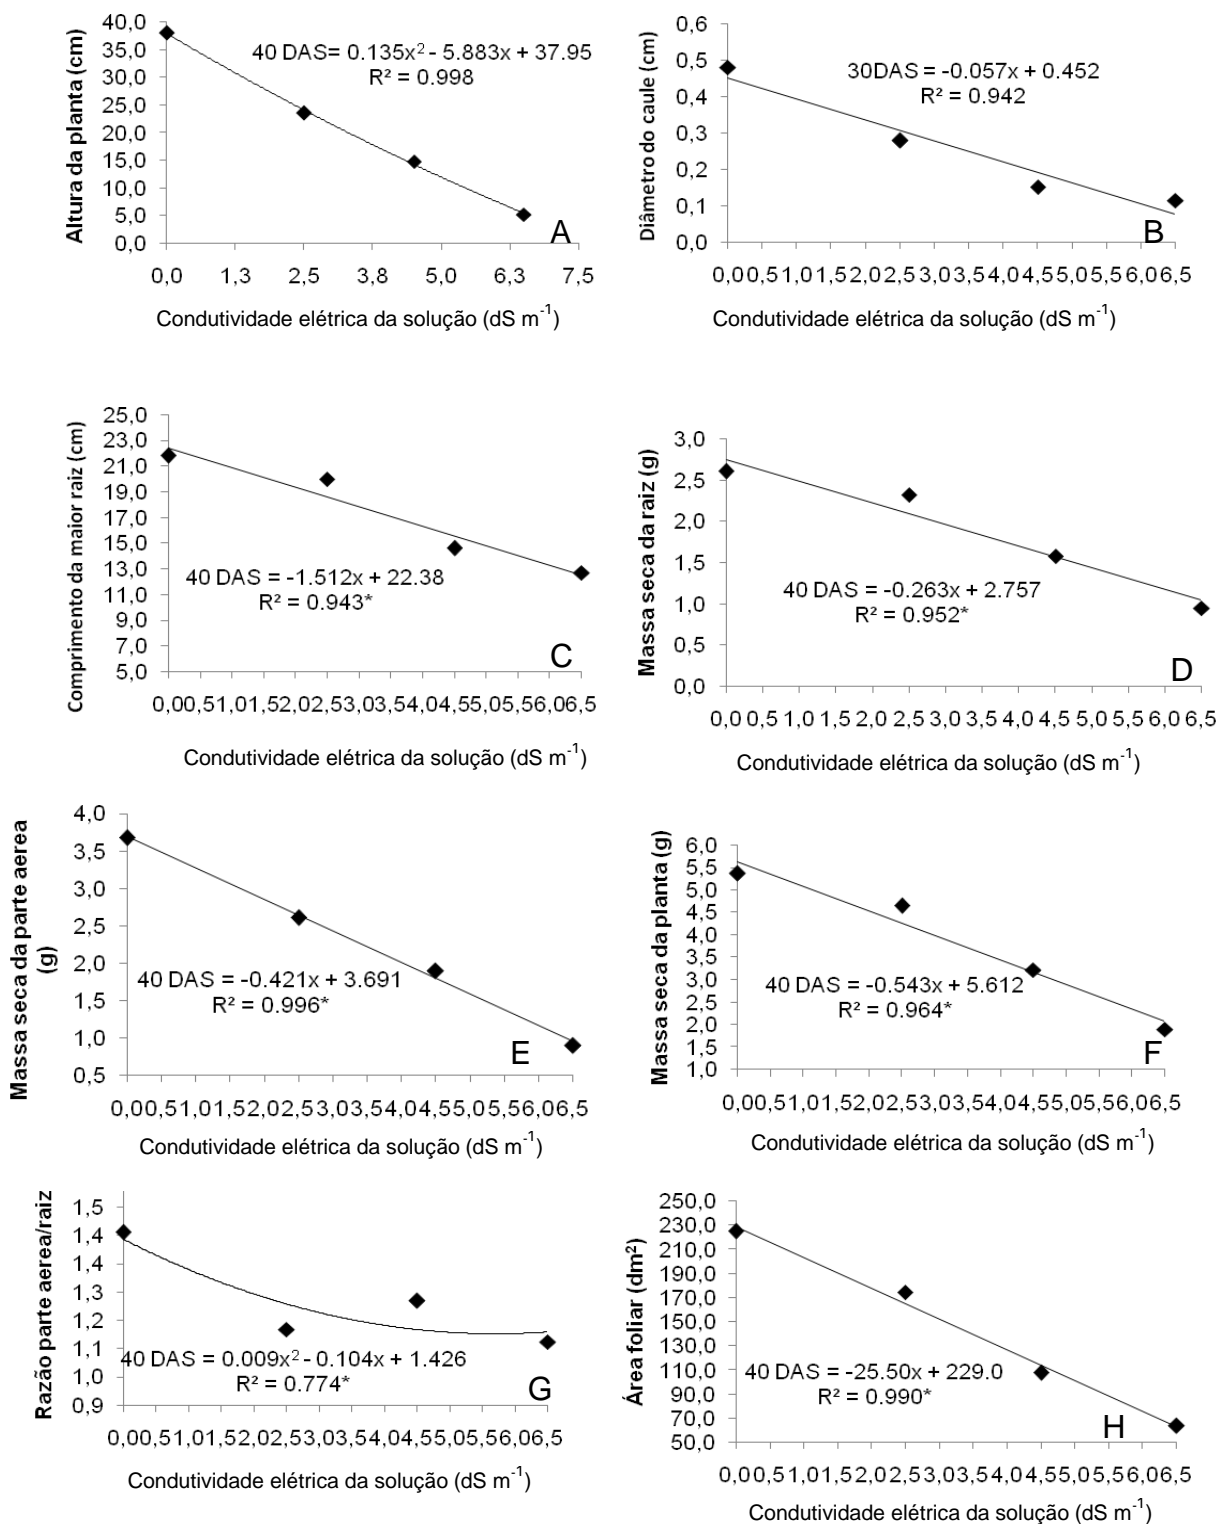 Altura da planta (cm)
40,0
35,0
30,0
25,0
20,0
15,0
10,0
5,0
0,0
40 DAS= 0.135x² - 5.883x + 37.95
R² = 0.998
A
0,0 1,3 2,5 3,8 5,0 6,3 7,5
Condutividade elétrica da solução (dS m⁻¹)
Diâmetro do caule (cm)
0,6
0,5
0,4
0,3
0,2
0,1
0,0
30DAS = -0.057x + 0.452
R² = 0.942
B
0,00,51,01,52,02,53,03,54,04,55,05,56,06,5
Condutividade elétrica da solução (dS m⁻¹)
Comprimento da maior raiz (cm)
25,0
23,0
21,0
19,0
17,0
15,0
13,0
11,0
9,0
7,0
5,0
40 DAS = -1.512x + 22.38
R² = 0.943*
C
0,00,51,01,52,02,53,03,54,04,55,05,56,06,5
Condutividade elétrica da solução (dS m⁻¹)
Massa seca da raiz (g)
3,0
2,5
2,0
1,5
1,0
0,5
0,0
40 DAS = -0.263x + 2.757
R² = 0.952*
D
0,0 0,5 1,0 1,5 2,0 2,5 3,0 3,5 4,0 4,5 5,0 5,5 6,0 6,5
Condutividade elétrica da solução (dS m⁻¹)
Massa seca da parte aerea
(g)
4,0
3,5
3,0
2,5
2,0
1,5
1,0
0,5
40 DAS = -0.421x + 3.691
R² = 0.996*
E
0,00,51,01,52,02,53,03,54,04,55,05,56,06,5
Condutividade elétrica da solução (dS m⁻¹)
Massa seca da planta (g)
6,0
5,5
5,0
4,5
4,0
3,5
3,0
2,5
2,0
1,5
1,0
40 DAS = -0.543x + 5.612
R² = 0.964*
F
0,00,51,01,52,02,53,03,54,04,55,05,56,06,5
Condutividade elétrica da solução (dS m⁻¹)
Razão parte aerea/raiz
1,5
1,4
1,4
1,3
1,2
1,1
1,0
0,9
40 DAS = 0.009x² - 0.104x + 1.426
R² = 0.774*
G
0,00,51,01,52,02,53,03,54,04,55,05,56,06,5
Condutividade elétrica da solução (dS m⁻¹)
Área foliar (dm²)
250,0
230,0
210,0
190,0
170,0
150,0
130,0
110,0
90,0
70,0
50,0
40 DAS = -25.50x + 229.0
R² = 0.990*
H
0,00,51,01,52,02,53,03,54,04,55,05,56,06,5
Condutividade elétrica da solução (dS m⁻¹)